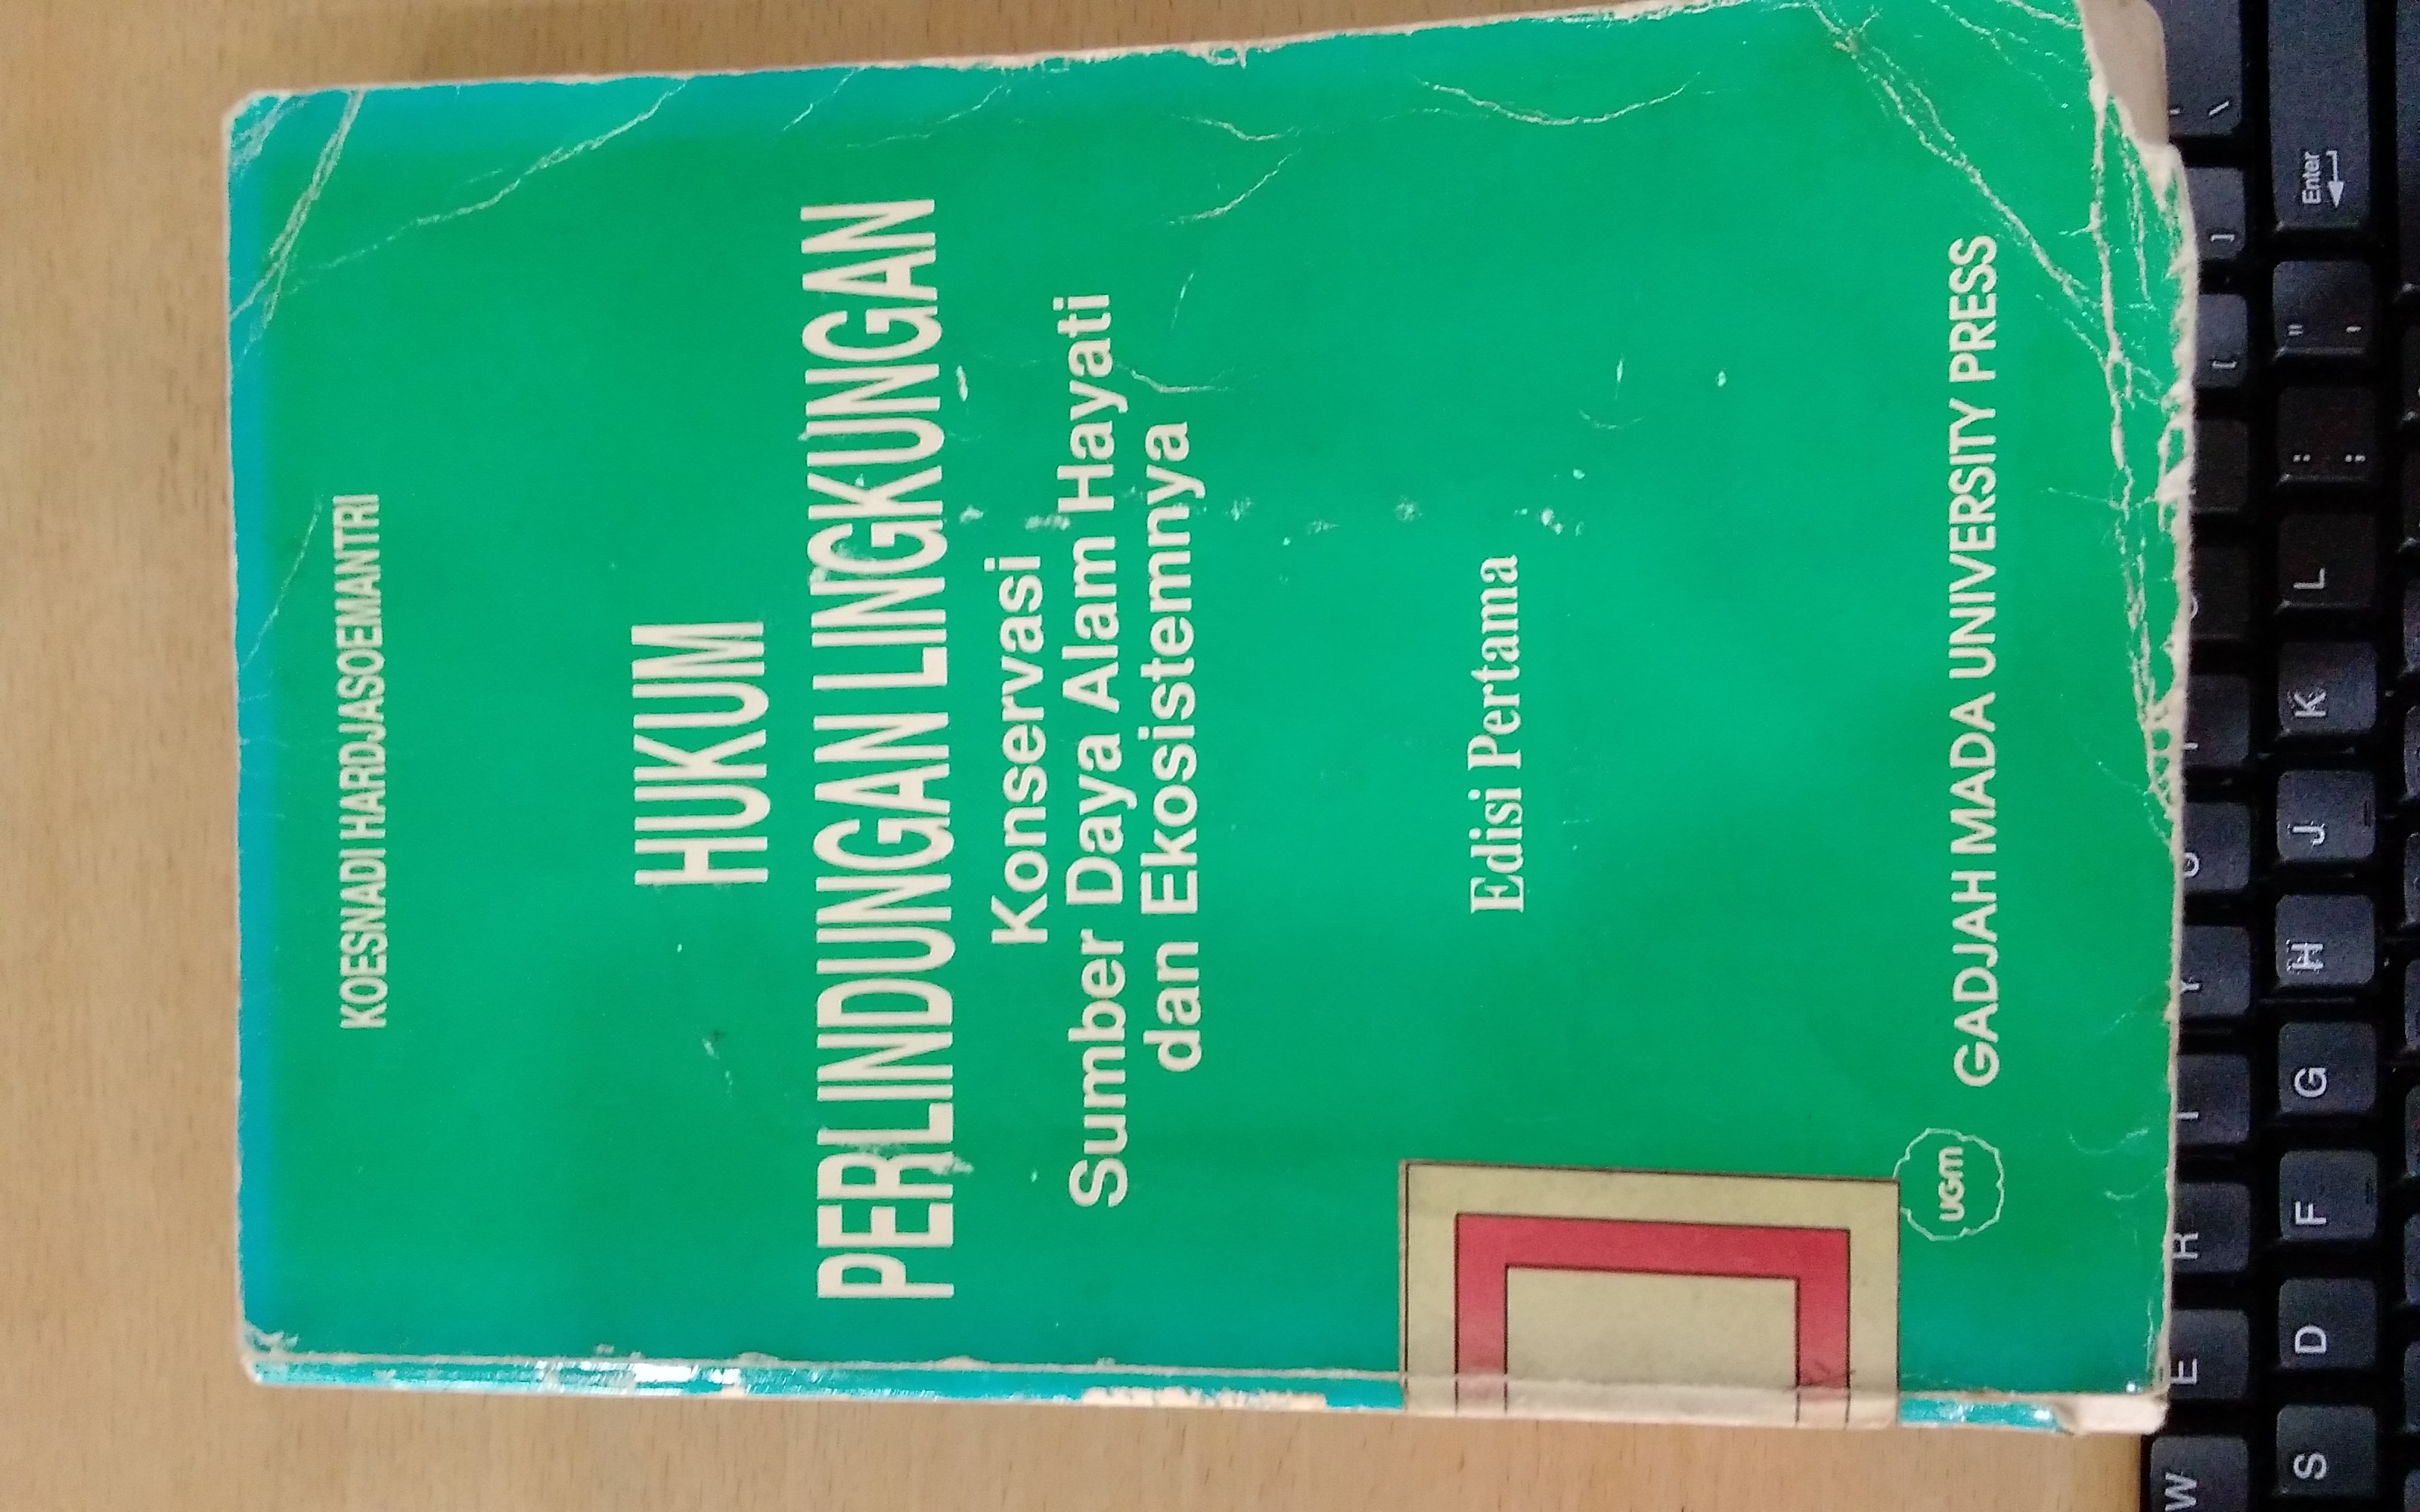 KOESNADI HARDJASOEMANTRI
HUKUM
PERLINDUNGAN LINGKUNGAN
Konservasi
Sumber Daya Alam Hayati
dan Ekosistemnya
Edisi Pertama
UGM
GADJAH MADA UNIVERSITY PRESS
\
W E R T Y U
[ ]
Enter
S D F G H J K L : ; " '